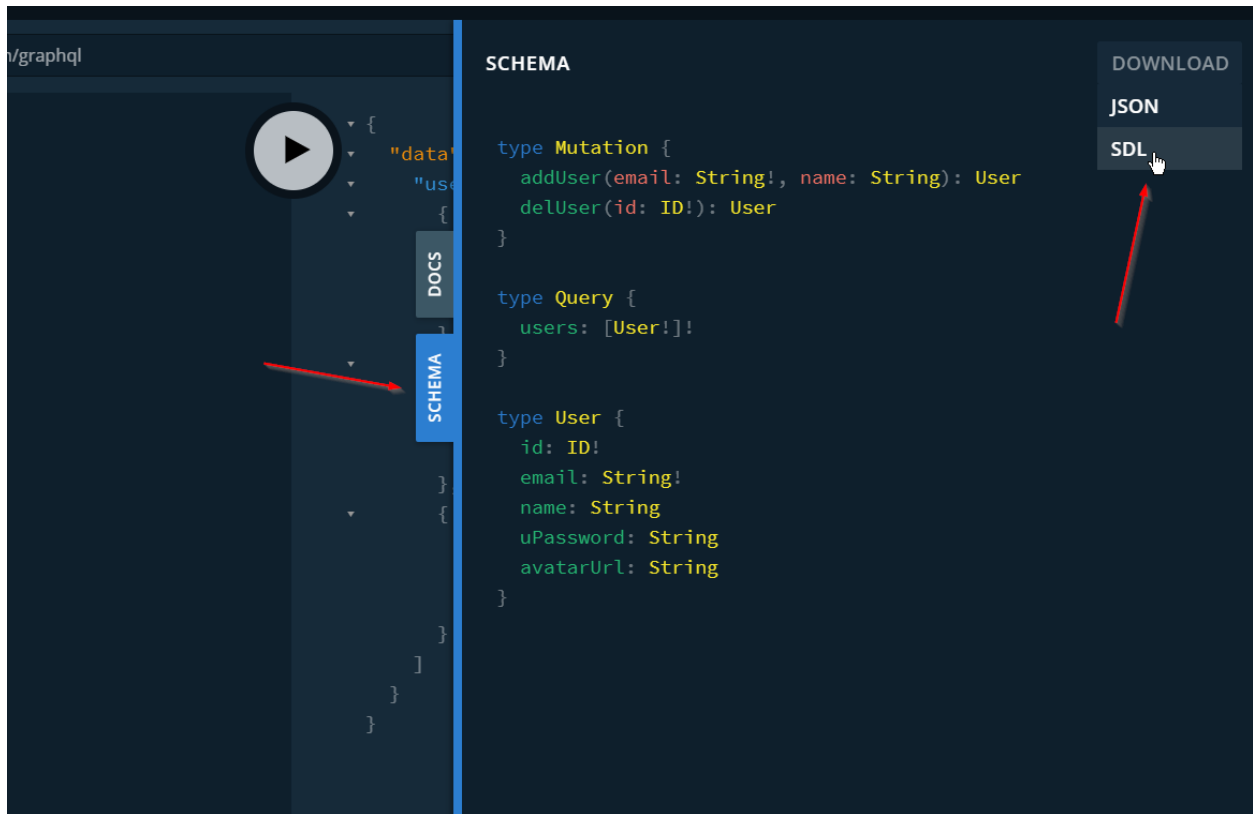 /graphql
{
"data"
"use
{
}
},
{
}
]
}
}
DOCS
SCHEMA
SCHEMA
DOWNLOAD
JSON
SDL
type Mutation {
addUser(email: String!, name: String): User
delUser(id: ID!): User
}
type Query {
users: [User!]!
}
type User {
id: ID!
email: String!
name: String
uPassword: String
avatarUrl: String
}